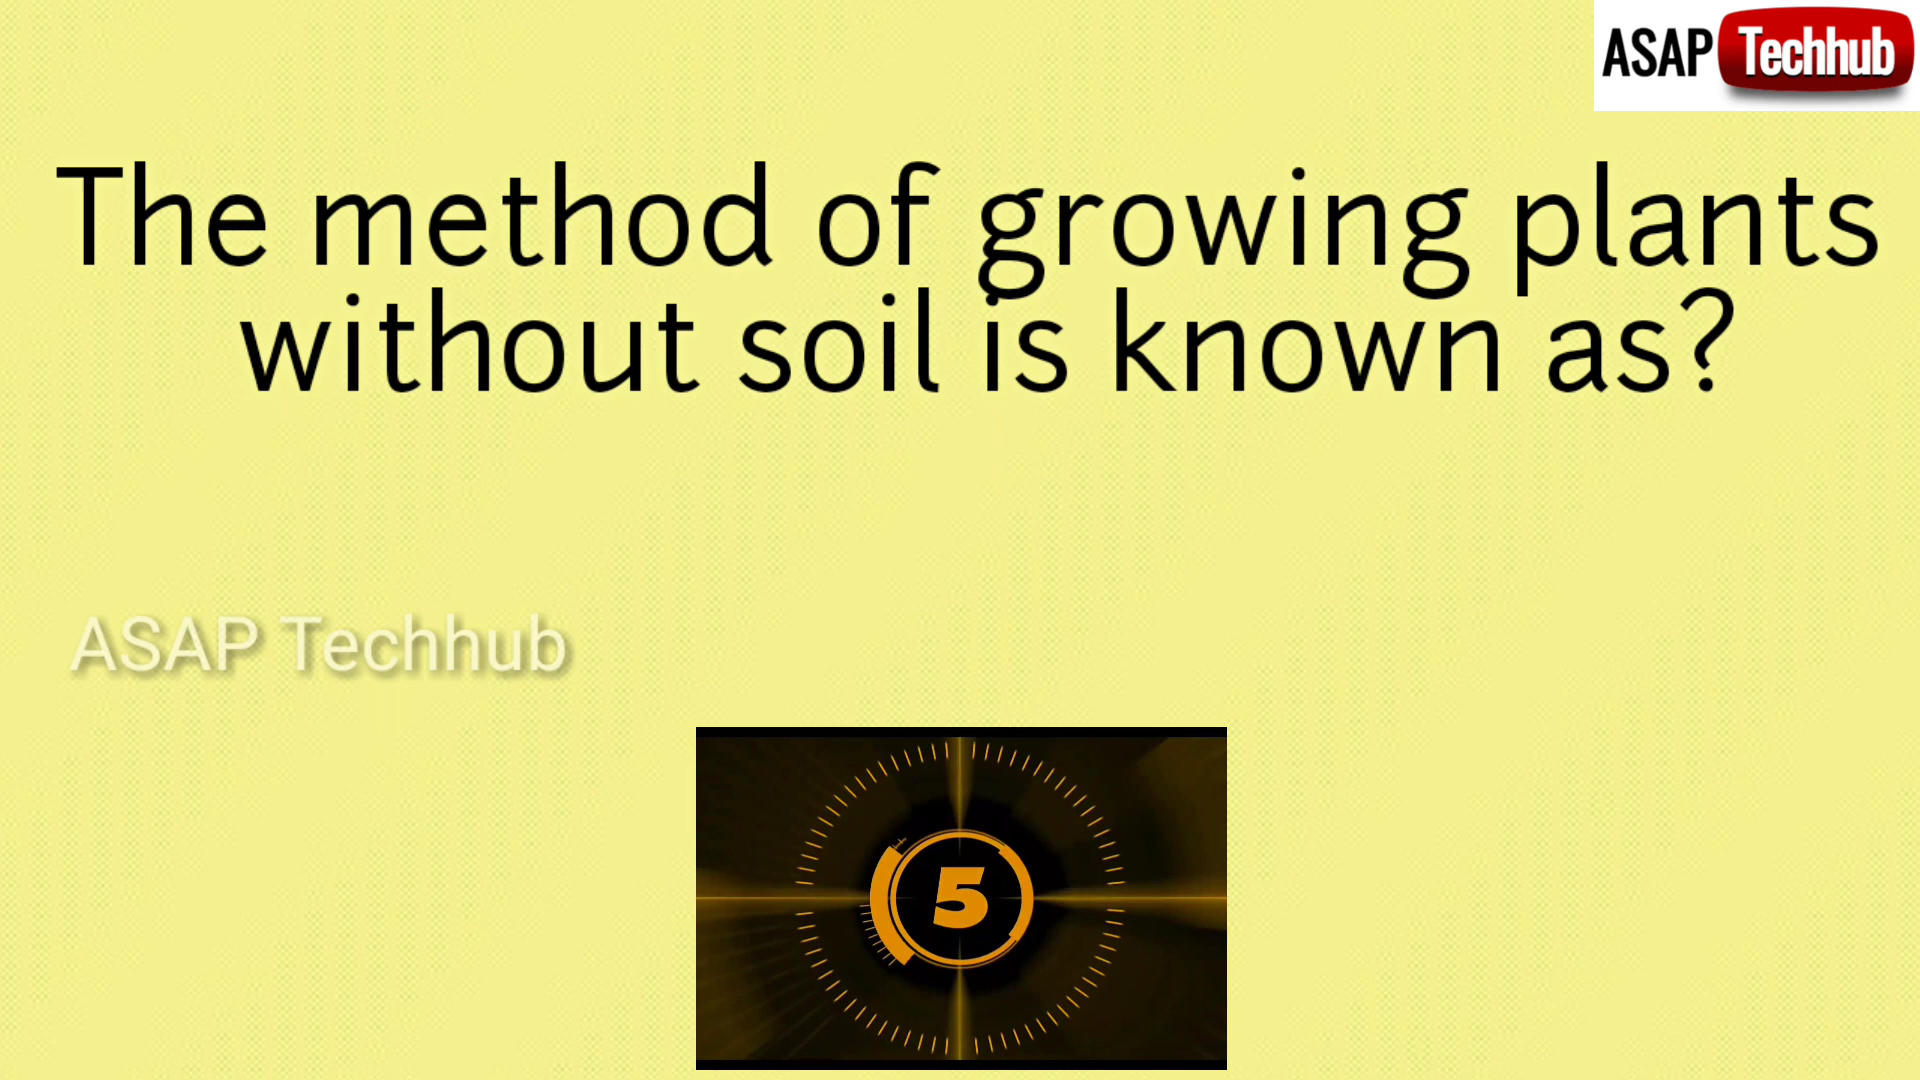 ASAP Techhub
The method of growing plants
without soil is known as?
ASAP Techhub
5